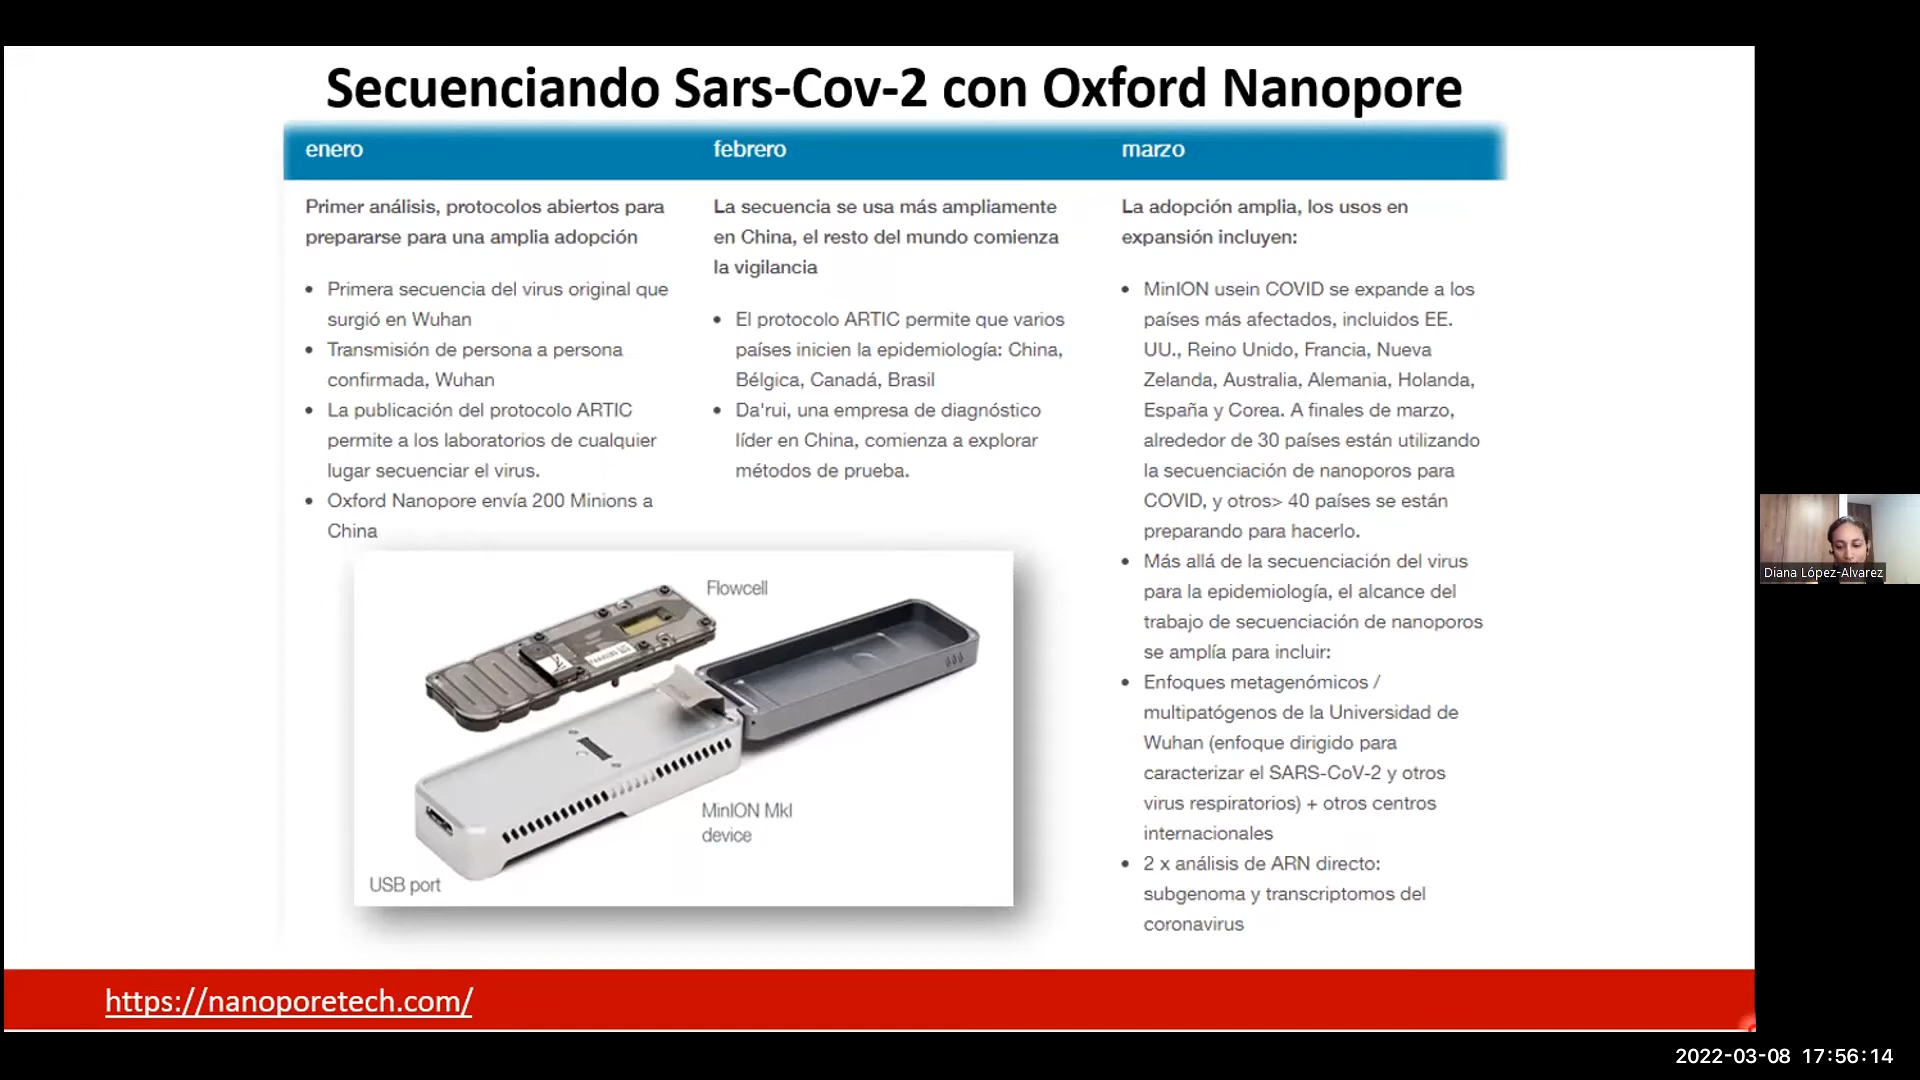 Secuenciando Sars-Cov-2 con Oxford Nanopore
enero
febrero
marzo
Primer análisis, protocolos abiertos para
prepararse para una amplia adopción
Primera secuencia del virus original que
surgió en Wuhan
Transmisión de persona a persona
confirmada, Wuhan
La publicación del protocolo ARTIC
permite a los laboratorios de cualquier
lugar secuenciar el virus.
Oxford Nanopore envía 200 Minions a
China
La secuencia se usa más ampliamente
en China, el resto del mundo comienza
la vigilancia
El protocolo ARTIC permite que varios
países inicien la epidemiología: China,
Bélgica, Canadá, Brasil
Da'rui, una empresa de diagnóstico
líder en China, comienza a explorar
métodos de prueba.
La adopción amplia, los usos en
expansión incluyen:
MinION usein COVID se expande a los
países más afectados, incluidos EE.
UU., Reino Unido, Francia, Nueva
Zelanda, Australia, Alemania, Holanda,
España y Corea. A finales de marzo,
alrededor de 30 países están utilizando
la secuenciación de nanoporos para
COVID, y otros> 40 países se están
preparando para hacerlo.
Más allá de la secuenciación del virus
para la epidemiología, el alcance del
trabajo de secuenciación de nanoporos
se amplía para incluir:
Enfoques metagenómicos /
multipatógenos de la Universidad de
Wuhan (enfoque dirigido para
caracterizar el SARS-CoV-2 y otros
virus respiratorios) + otros centros
internacionales
2 x análisis de ARN directo:
subgenoma y transcriptomos del
coronavirus
Flowcell
MinION MkI
device
USB port
https://nanoporetech.com/
Diana López-Alvarez
2022-03-08 17:56:14